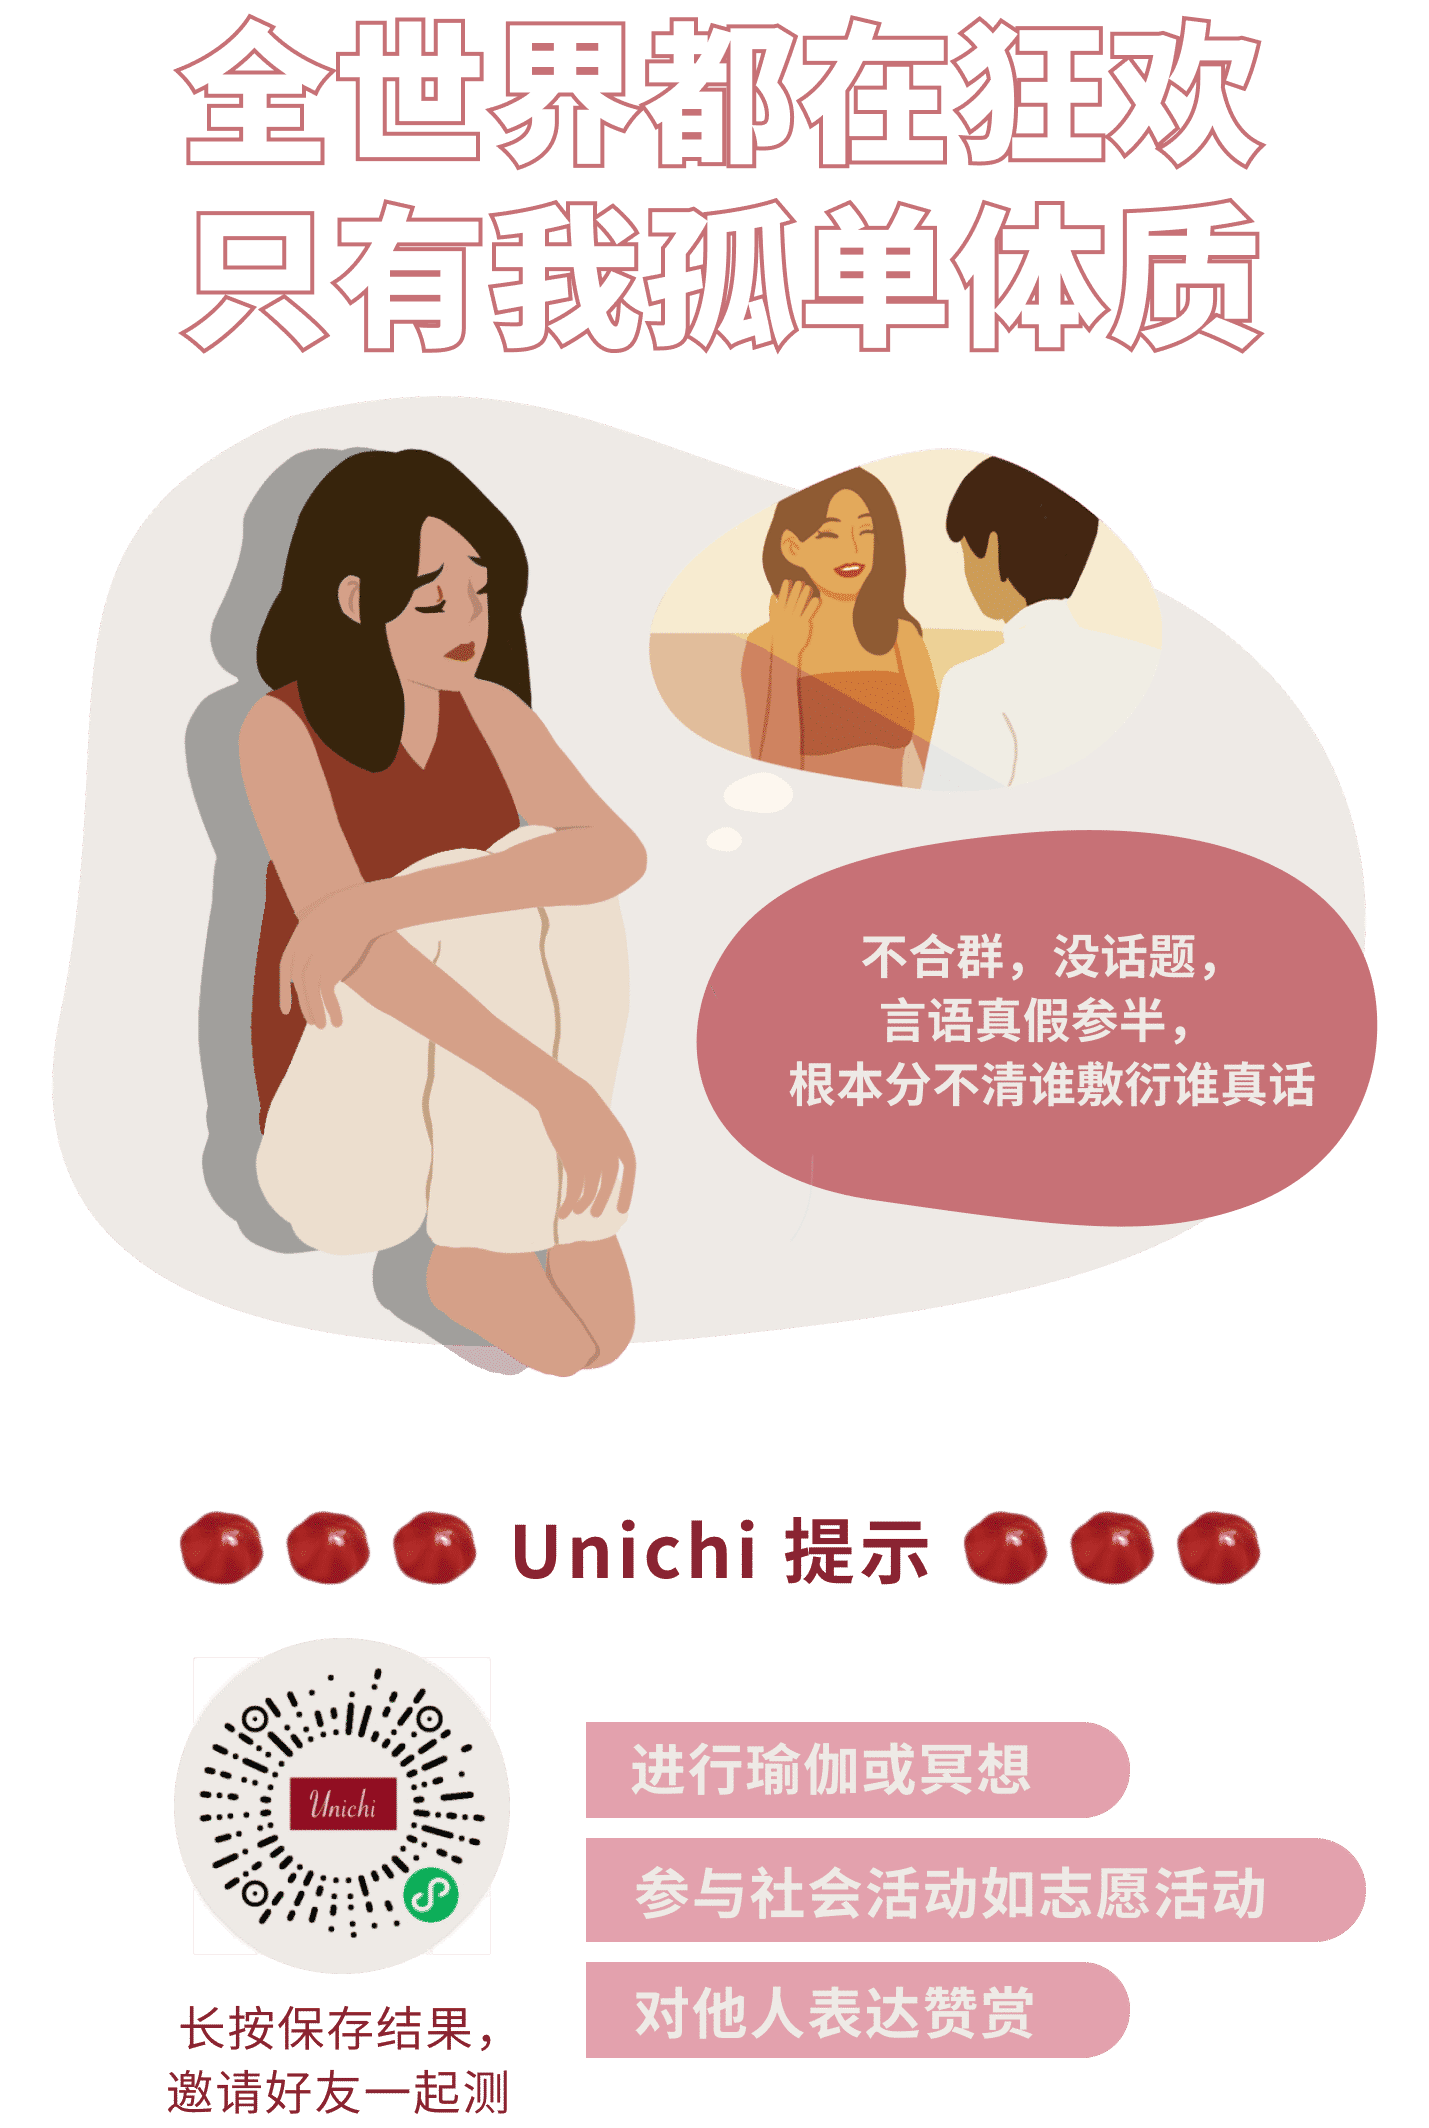 全世界都在狂欢
只有我孤单体质
不合群，没话题，
言语真假参半，
根本分不清谁敷衍谁真话
Unichi 提示
Unichi
进行瑜伽或冥想
参与社会活动如志愿活动
对他人表达赞赏
长按保存结果，
邀请好友一起测